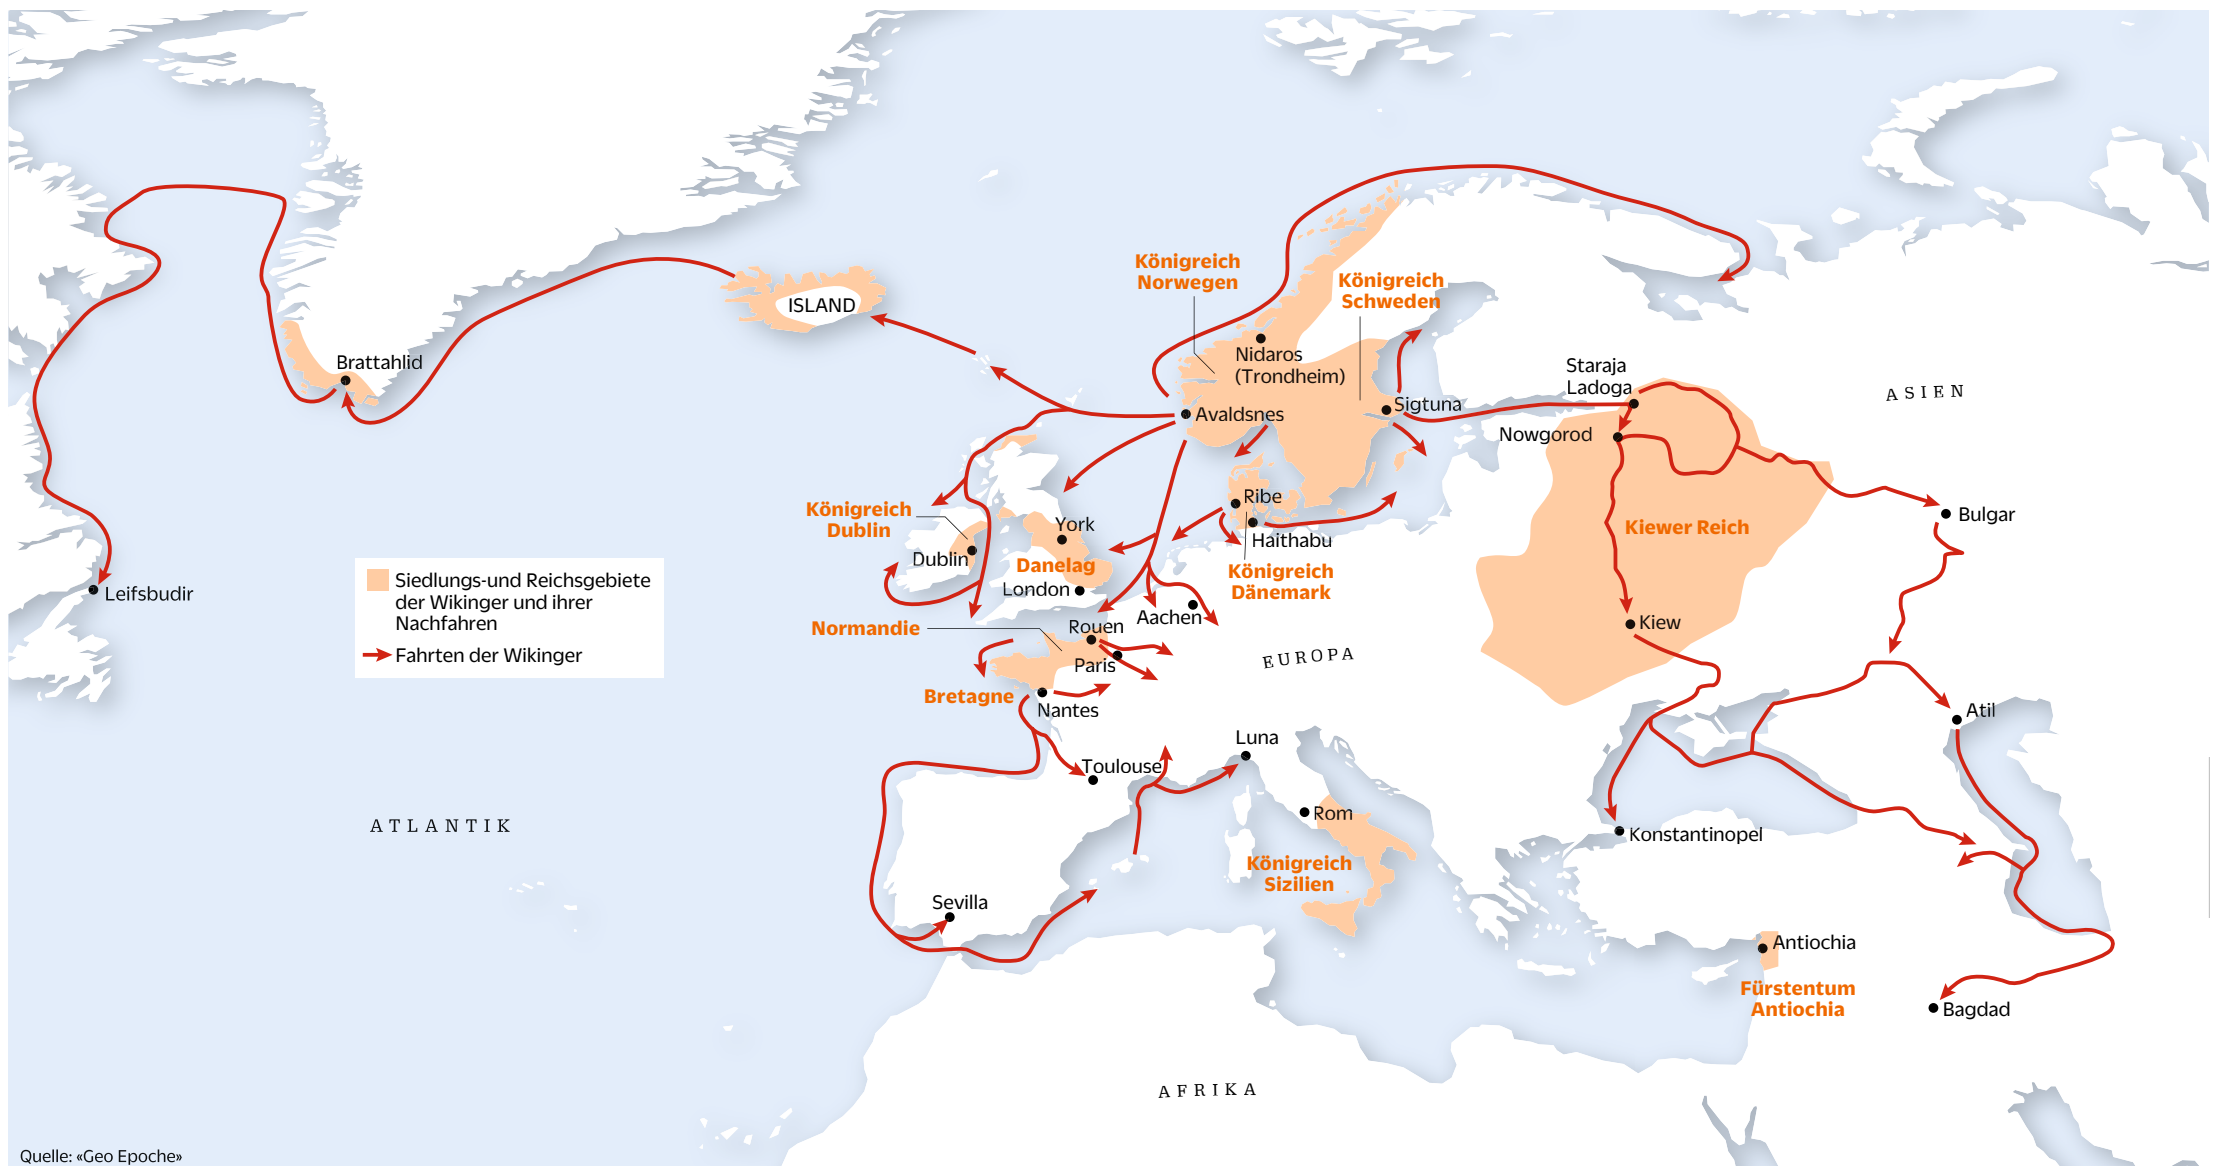 Königreich
Norwegen
Königreich
Schweden
ISLAND
Nidaros
(Trondheim)
Brattahlid
Staraja
Ladoga
ASIEN
Avaldsnes
Sigtuna
Nowgorod
Königreich
Dublin
Ribe
York
Haithabu
Kiewer Reich
Bulgar
Dublin
Danelag
London
Königreich
Dänemark
Siedlungs-und Reichsgebiete
der Wikinger und ihrer
Nachfahren
Fahrten der Wikinger
Leifsbudir
Aachen
Normandie
Rouen
Kiew
Paris
EUROPA
Bretagne
Nantes
Atil
Luna
Toulouse
Rom
ATLANTIK
Konstantinopel
Königreich
Sizilien
Sevilla
Antiochia
Fürstentum
Antiochia
Bagdad
AFRIKA
Quelle: «Geo Epoche»